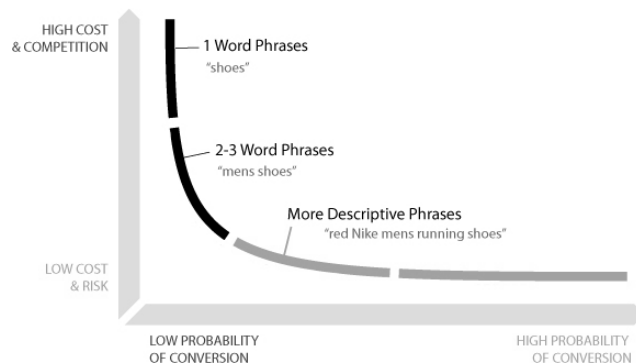 HIGH COST
& COMPETITION
1 Word Phrases
"shoes"
2-3 Word Phrases
"mens shoes"
More Descriptive Phrases
"red Nike mens running shoes"
LOW COST
& RISK
LOW PROBABILITY
OF CONVERSION
HIGH PROBABILITY
OF CONVERSION